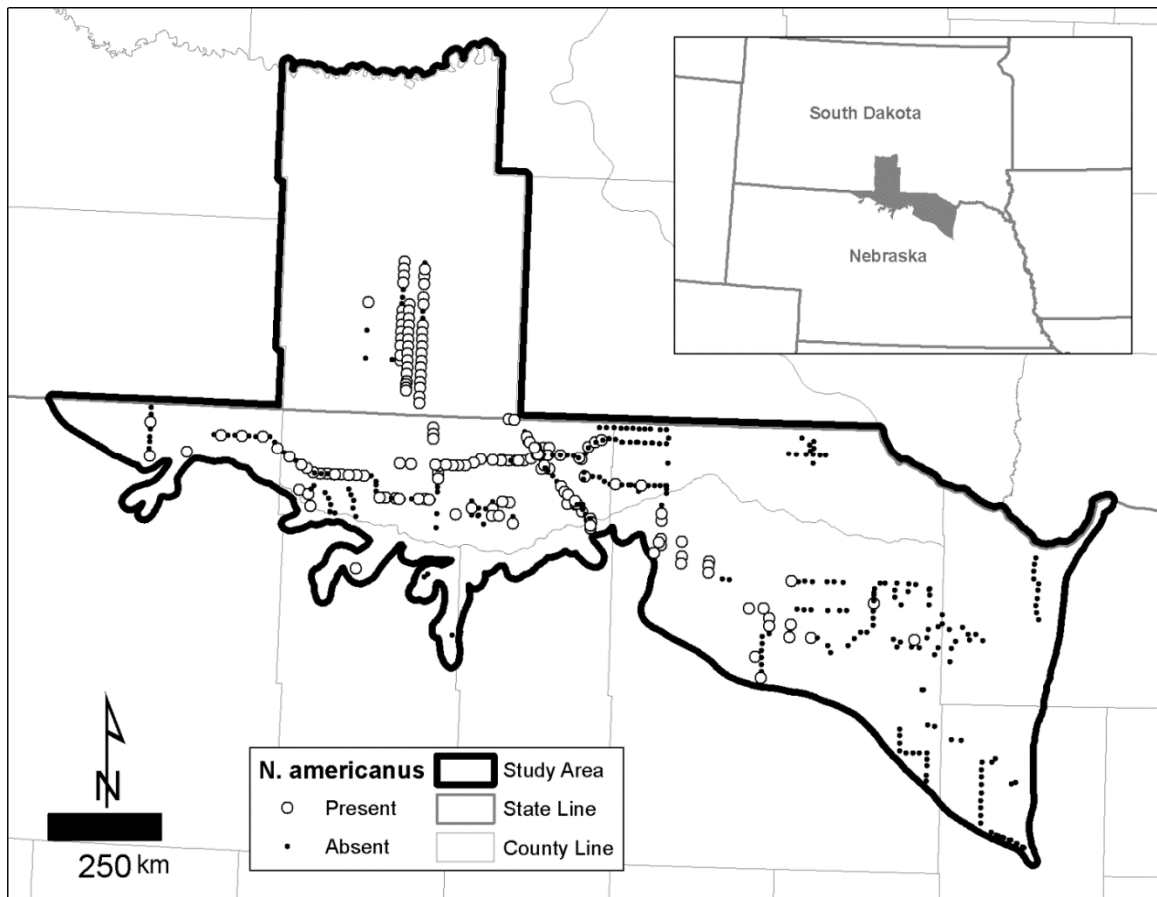 South Dakota
Nebraska
N. americanus
Present
Absent
Study Area
State Line
County Line
N
250 km